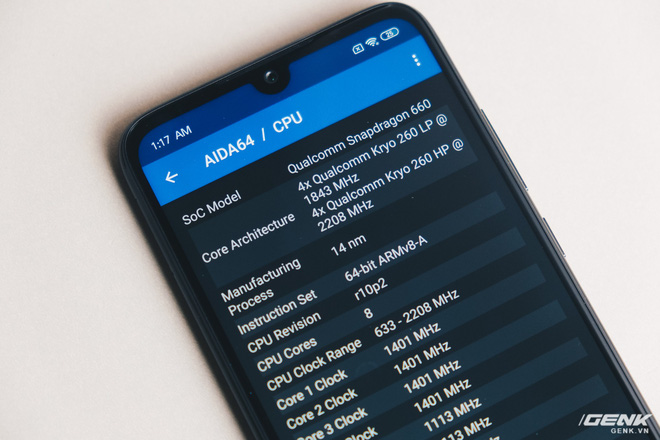 1:17 AM
25
AIDA64 / CPU
SoC Model
Qualcomm Snapdragon 660
Core Architecture
4x Qualcomm Kryo 260 LP @
1843 MHz
4x Qualcomm Kryo 260 HP @
2208 MHz
Manufacturing
Process
14 nm
Instruction Set
64-bit ARMv8-A
CPU Revision
r10p2
CPU Cores
8
CPU Clock Range
633 - 2208 MHz
Core 1 Clock
1401 MHz
Core 2 Clock
1401 MHz
Core 3 Clock
1401 MHz
1401 MHz
1113 MHz
GENK
GENK.VN